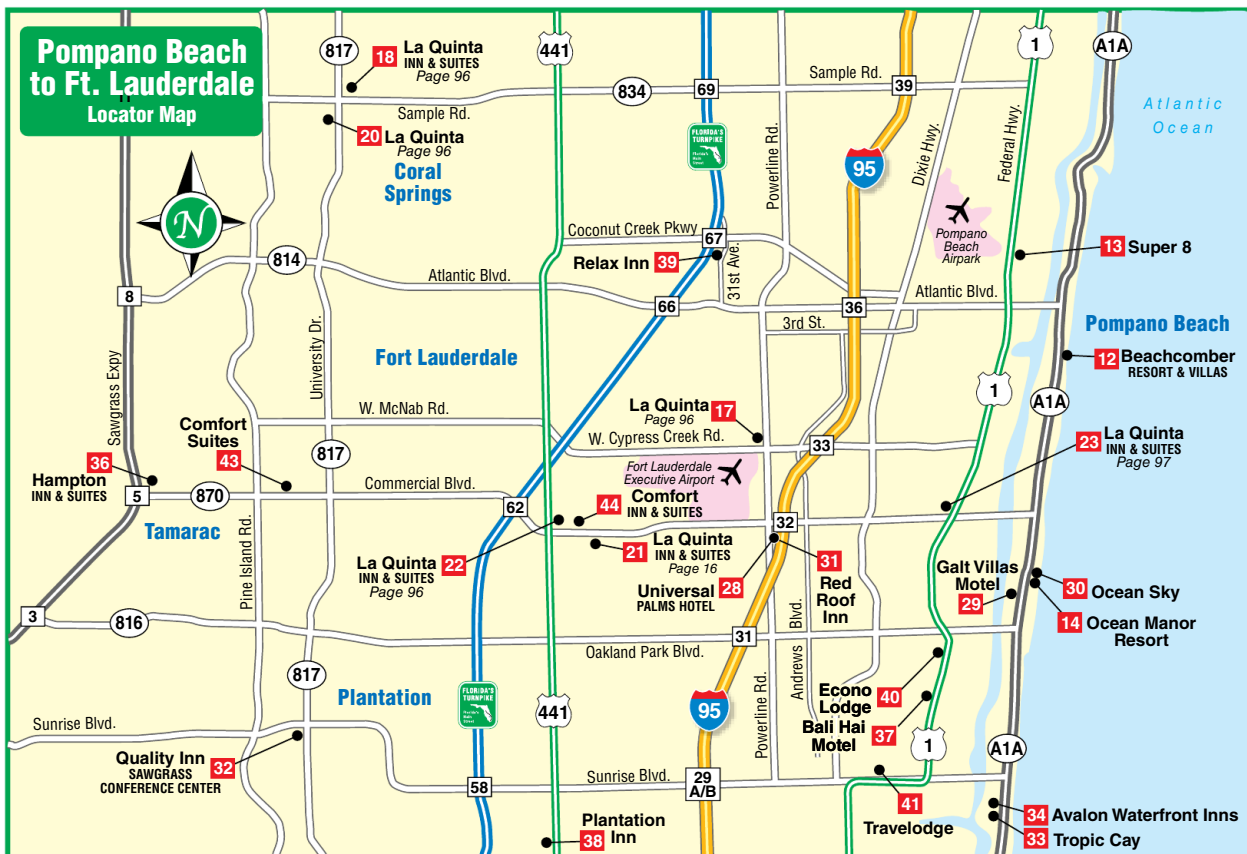 Pompano Beach
to Ft. Lauderdale
Locator Map
N
817
18
La Quinta
INN & SUITES
Page 96
441
1
A1A
Sample Rd.
834
69
39
Sample Rd.
20
La Quinta
Page 96
Coral
Springs
FLORIDA'S
TURNPIKE
Powerline Rd.
95
Dixie Hwy.
Federal Hwy.
Atlantic
Ocean
Pompano
Beach
Airpark
Coconut Creek Pkwy
67
Relax Inn
39
31st Ave.
13
Super 8
814
Atlantic Blvd.
8
66
36
Atlantic Blvd.
3rd St.
Pompano Beach
University Dr.
Fort Lauderdale
12
Beachcomber
RESORT & VILLAS
Sawgrass Expy
1
A1A
W. McNab Rd.
La Quinta
Page 96
17
W. Cypress Creek Rd.
33
23
La Quinta
INN & SUITES
Page 97
Comfort
Suites
43
817
36
Hampton
INN & SUITES
Fort Lauderdale
Executive Airport
5
870
Commercial Blvd.
62
44
Comfort
INN & SUITES
32
Tamarac
Pine Island Rd.
La Quinta
INN & SUITES
Page 96
22
21
La Quinta
INN & SUITES
Page 16
Universal
PALMS HOTEL
28
31
Red
Roof
Inn
Galt Villas
Motel
29
30
Ocean Sky
14
Ocean Manor
Resort
3
816
31
Oakland Park Blvd.
Andrews Blvd.
Powerline Rd.
817
Plantation
FLORIDA'S
TURNPIKE
441
95
Econo
Lodge
40
Bali Hai
Motel
37
1
A1A
Sunrise Blvd.
Quality Inn
SAWGRASS
CONFERENCE CENTER
32
58
Sunrise Blvd.
29
A/B
41
Travelodge
34
Avalon Waterfront Inns
33
Tropic Cay
Plantation
Inn
38